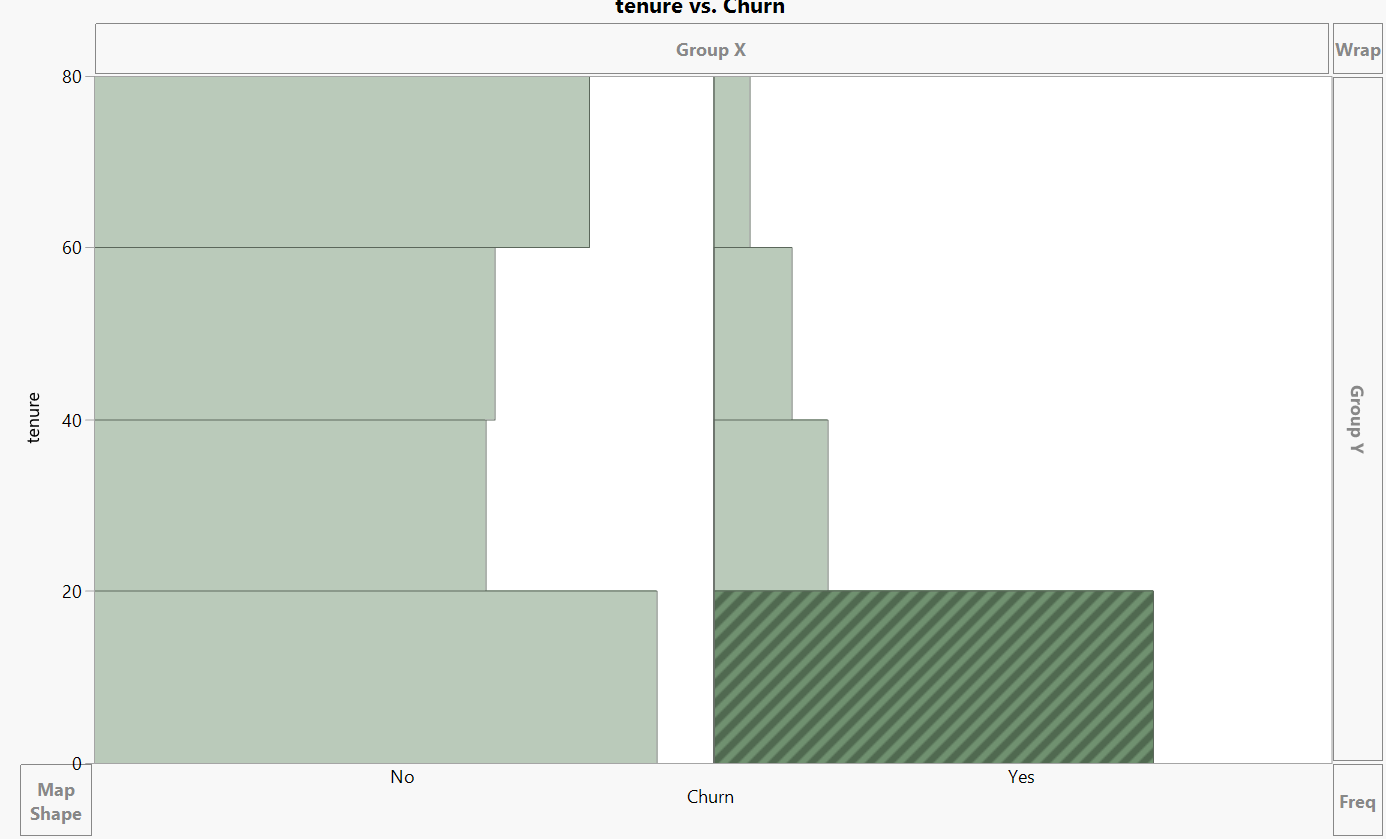 tenure vs. Churn
Group X
Wrap
80
60
40
20
0
tenure
Group Y
No
Yes
Churn
Map
Shape
Freq